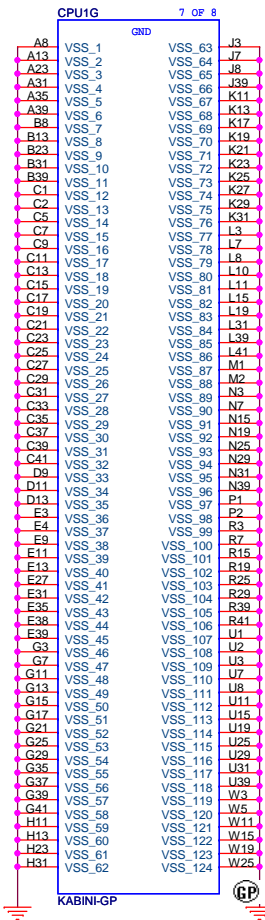 CPU1G 7 OF 8
GND
A8 VSS_1 VSS_63 J3
A13 VSS_2 VSS_64 J7
A23 VSS_3 VSS_65 J8
A31 VSS_4 VSS_66 J39
A35 VSS_5 VSS_67 K11
A39 VSS_6 VSS_68 K13
B8 VSS_7 VSS_69 K17
B13 VSS_8 VSS_70 K19
B23 VSS_9 VSS_71 K21
B31 VSS_10 VSS_72 K23
B39 VSS_11 VSS_73 K25
C1 VSS_12 VSS_74 K27
C2 VSS_13 VSS_75 K29
C5 VSS_14 VSS_76 K31
C7 VSS_15 VSS_77 L3
C9 VSS_16 VSS_78 L7
C11 VSS_17 VSS_79 L8
C13 VSS_18 VSS_80 L10
C15 VSS_19 VSS_81 L11
C17 VSS_20 VSS_82 L15
C19 VSS_21 VSS_83 L19
C21 VSS_22 VSS_84 L31
C23 VSS_23 VSS_85 L39
C25 VSS_24 VSS_86 L41
C27 VSS_25 VSS_87 M1
C29 VSS_26 VSS_88 M2
C31 VSS_27 VSS_89 N3
C33 VSS_28 VSS_90 N7
C35 VSS_29 VSS_91 N15
C37 VSS_30 VSS_92 N19
C39 VSS_31 VSS_93 N25
C41 VSS_32 VSS_94 N29
D9 VSS_33 VSS_95 N31
D11 VSS_34 VSS_96 N39
D13 VSS_35 VSS_97 P1
E3 VSS_36 VSS_98 P2
E4 VSS_37 VSS_99 R3
E9 VSS_38 VSS_100 R7
E11 VSS_39 VSS_101 R15
E13 VSS_40 VSS_102 R19
E27 VSS_41 VSS_103 R25
E31 VSS_42 VSS_104 R29
E35 VSS_43 VSS_105 R39
E38 VSS_44 VSS_106 R41
E39 VSS_45 VSS_107 U1
G3 VSS_46 VSS_108 U2
G7 VSS_47 VSS_109 U3
G11 VSS_48 VSS_110 U7
G13 VSS_49 VSS_111 U8
G15 VSS_50 VSS_112 U11
G17 VSS_51 VSS_113 U15
G21 VSS_52 VSS_114 U19
G25 VSS_53 VSS_115 U25
G29 VSS_54 VSS_116 U29
G35 VSS_55 VSS_117 U31
G37 VSS_56 VSS_118 U39
G39 VSS_57 VSS_119 W3
G41 VSS_58 VSS_120 W5
H11 VSS_59 VSS_121 W11
H13 VSS_60 VSS_122 W15
H23 VSS_61 VSS_123 W19
H31 VSS_62 VSS_124 W25
KABINI-GP
GP